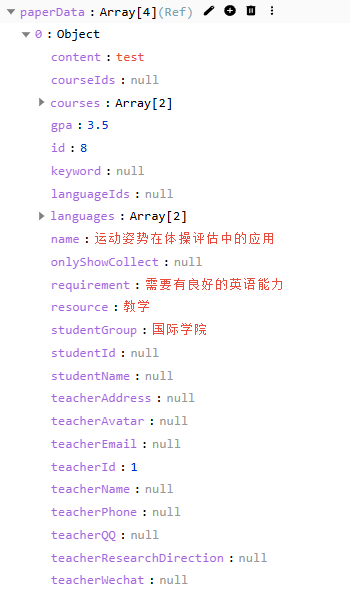 paperData : Array[4] (Ref)
0 : Object
content : test
courseIds : null
courses : Array[2]
gpa : 3.5
id : 8
keyword : null
languageIds : null
languages : Array[2]
name : 运动姿势在体操评估中的应用
onlyShowCollect : null
requirement : 需要有良好的英语能力
resource : 教学
studentGroup : 国际学院
studentId : null
studentName : null
teacherAddress : null
teacherAvatar : null
teacherEmail : null
teacherId : 1
teacherName : null
teacherPhone : null
teacherQQ : null
teacherResearchDirection : null
teacherWechat : null